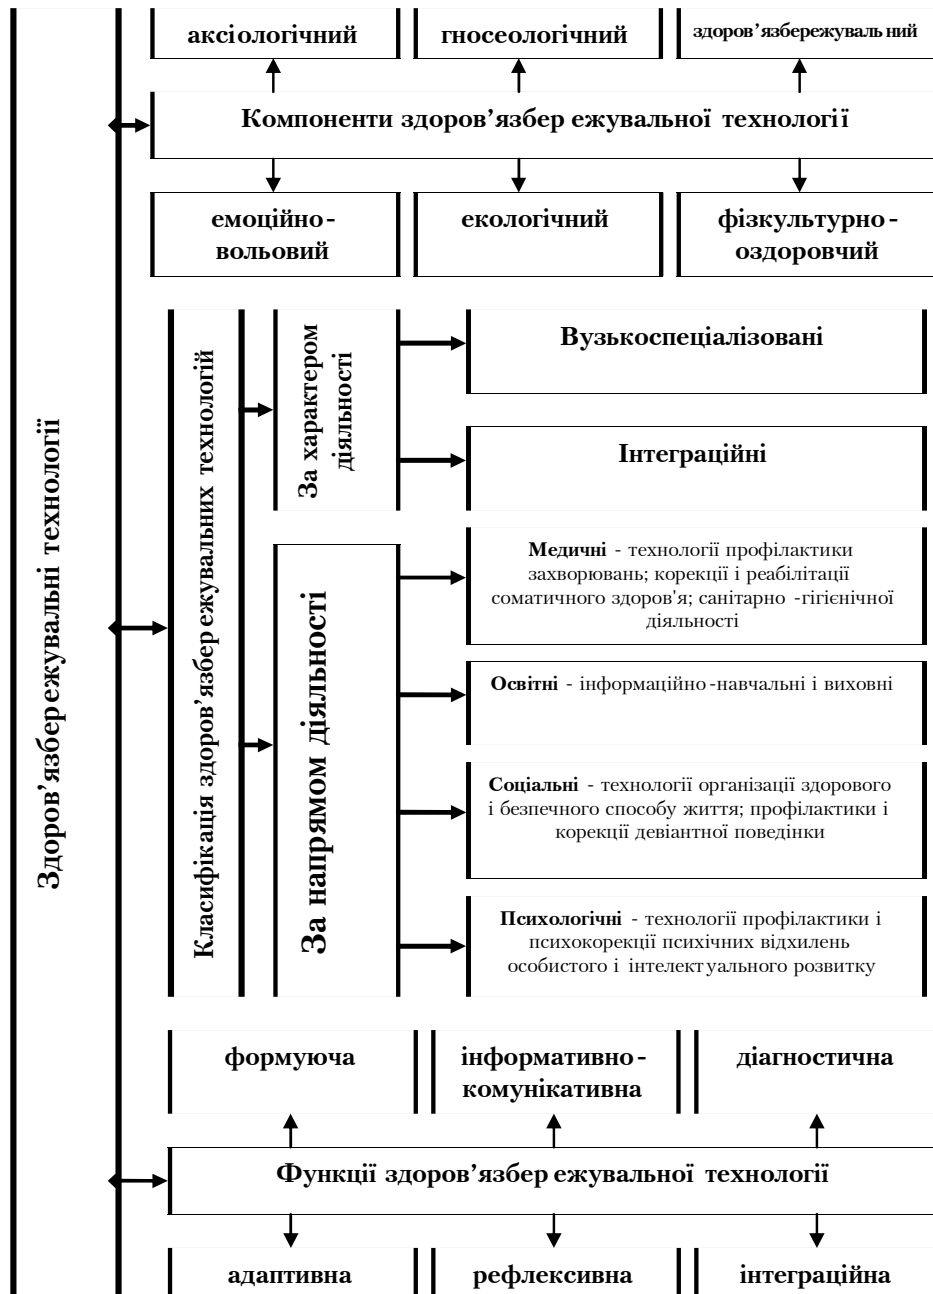 аксіологічний
гносеологічний
здоров’язбережувальний
Компоненти здоров’язбережувальної технології
емоційно-
вольовий
екологічний
фізкультурно-
оздоровчий
Здоров’язбережувальні технології
Класифікація здоров’язбережувальних технологій
За характером
діяльності
Вузькоспеціалізовані
Інтеграційні
За напрямом діяльності
Медичні - технології профілактики
захворювань; корекції і реабілітації
соматичного здоров'я; санітарно-гігієнічної
діяльності
Освітні - інформаційно-навчальні і виховні
Соціальні - технології організації здорового
і безпечного способу життя; профілактики і
корекції девіантної поведінки
Психологічні - технології профілактики і
психокорекції психічних відхилень
особистого і інтелектуального розвитку
формуюча
інформативно-
комунікативна
діагностична
Функції здоров’язбережувальної технології
адаптивна
рефлексивна
інтеграційна